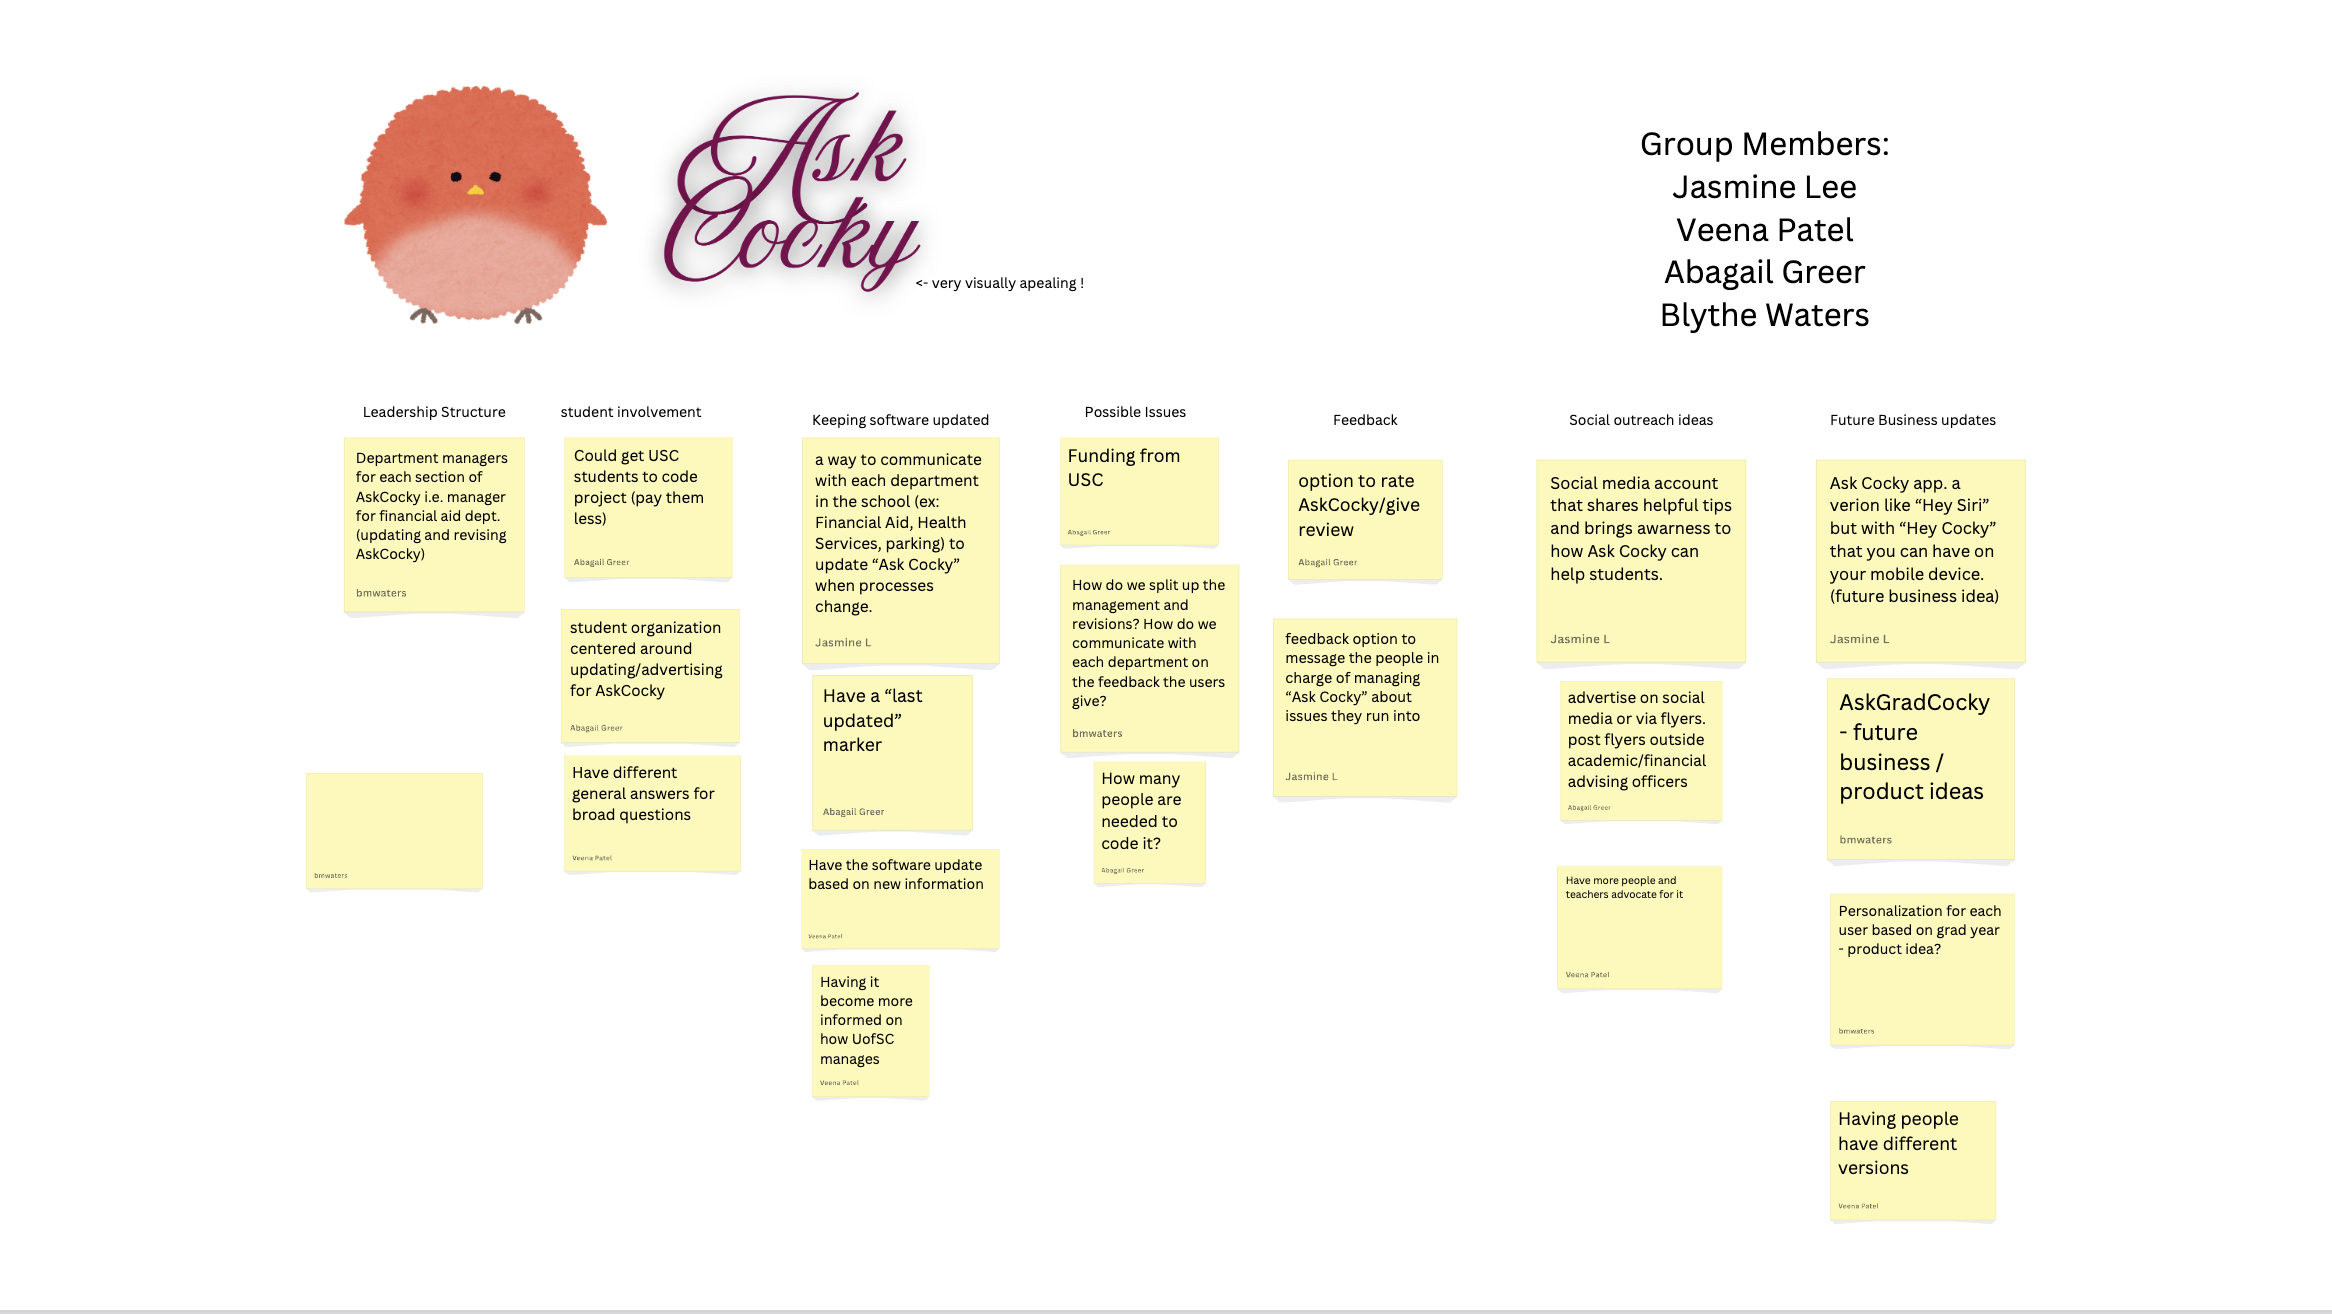 Ask
Cocky
<- very visually apealing !
Group Members:
Jasmine Lee
Veena Patel
Abagail Greer
Blythe Waters
Leadership Structure
Department managers
for each section of
AskCocky i.e. manager
for financial aid dept.
(updating and revising
AskCocky)
bmwaters
bmwaters
student involvement
Could get USC
students to code
project (pay them
less)
Abagail Greer
student organization
centered around
updating/advertising
for AskCocky
Abagail Greer
Have different
general answers for
broad questions
Veena Patel
Keeping software updated
a way to communicate
with each department
in the school (ex:
Financial Aid, Health
Services, parking) to
update “Ask Cocky”
when processes
change.
Jasmine L
Have a “last
updated”
marker
Abagail Greer
Have the software update
based on new information
Veena Patel
Having it
become more
informed on
how UofSC
manages
Veena Patel
Possible Issues
Funding from
USC
Abagail Greer
How do we split up the
management and
revisions? How do we
communicate with
each department on
the feedback the users
give?
bmwaters
How many
people are
needed to
code it?
Abagail Greer
Feedback
option to rate
AskCocky/give
review
Abagail Greer
feedback option to
message the people in
charge of managing
“Ask Cocky” about
issues they run into
Jasmine L
Social outreach ideas
Social media account
that shares helpful tips
and brings awarness to
how Ask Cocky can
help students.
Jasmine L
advertise on social
media or via flyers.
post flyers outside
academic/financial
advising officers
Abagail Greer
Have more people and
teachers advocate for it
Veena Patel
Future Business updates
Ask Cocky app. a
verion like “Hey Siri”
but with “Hey Cocky”
that you can have on
your mobile device.
(future business idea)
Jasmine L
AskGradCocky
- future
business /
product ideas
bmwaters
Personalization for each
user based on grad year
- product idea?
bmwaters
Having people
have different
versions
Veena Patel